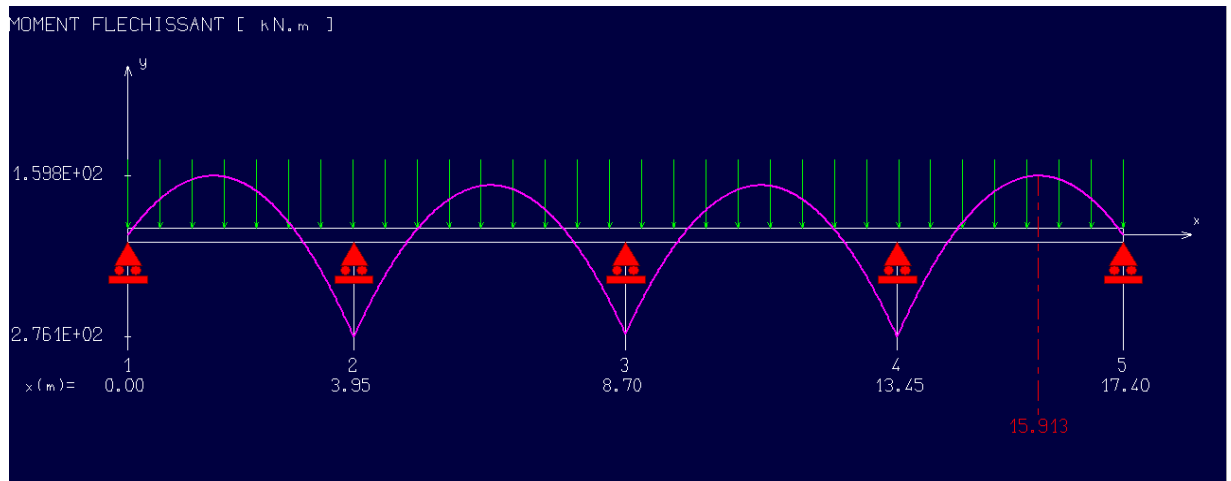 MOMENT FLECHISSANT [ kN.m ]
y
1.598E+02
x
2.761E+02
1 2 3 4 5
x(m)= 0.00 3.95 8.70 13.45 17.40
15.913